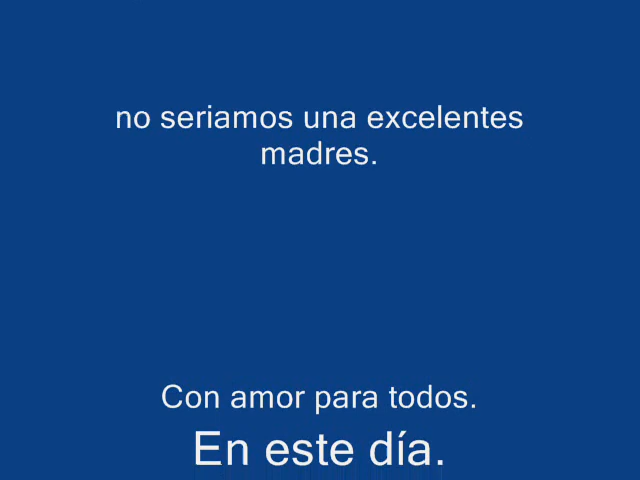 no seriamos una excelentes
madres.
Con amor para todos.
En este día.